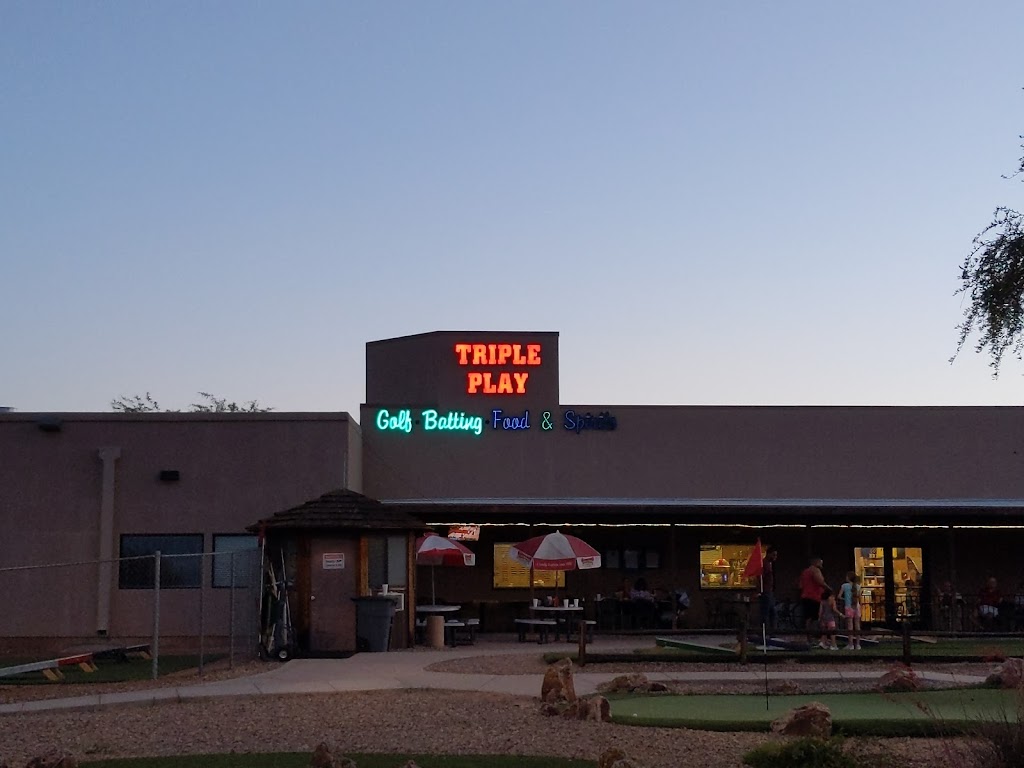 TRIPLE
PLAY
Golf · Batting · Food & Spirits